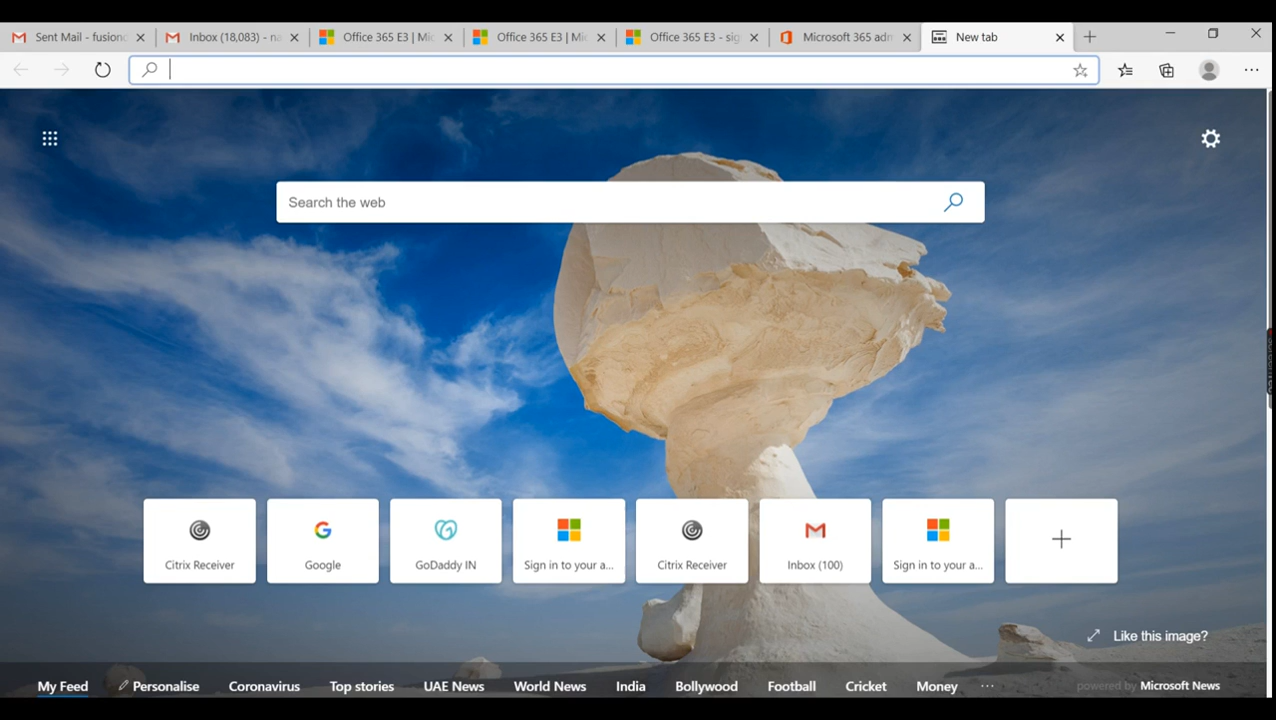 Sent Mail - fusion
Inbox (18,083) - na
Office 365 E3 | Mic
Office 365 E3 | Mic
Office 365 E3 - sig
Microsoft 365 adm
New tab
Search the web
Citrix Receiver
Google
GoDaddy IN
Sign in to your a...
Citrix Receiver
Inbox (100)
Sign in to your a...
Like this image?
My Feed
Personalise
Coronavirus
Top stories
UAE News
World News
India
Bollywood
Football
Cricket
Money
...
powered by Microsoft News